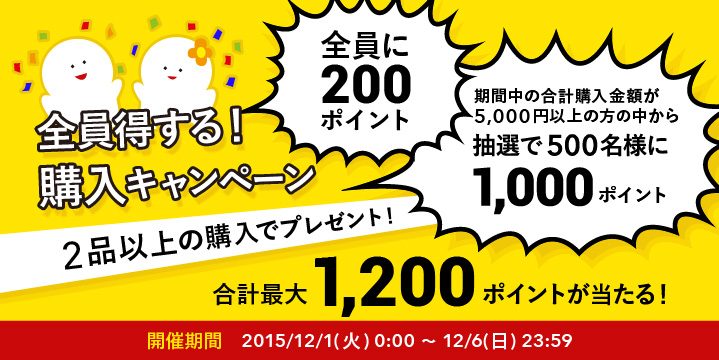 全員得する！
購入キャンペーン
2品以上の購入でプレゼント！
全員に
200
ポイント
期間中の合計購入金額が
5,000円以上の方の中から
抽選で500名様に
1,000ポイント
合計最大1,200ポイントが当たる！
開催期間 2015/12/1(火) 0:00 ～ 12/6(日) 23:59